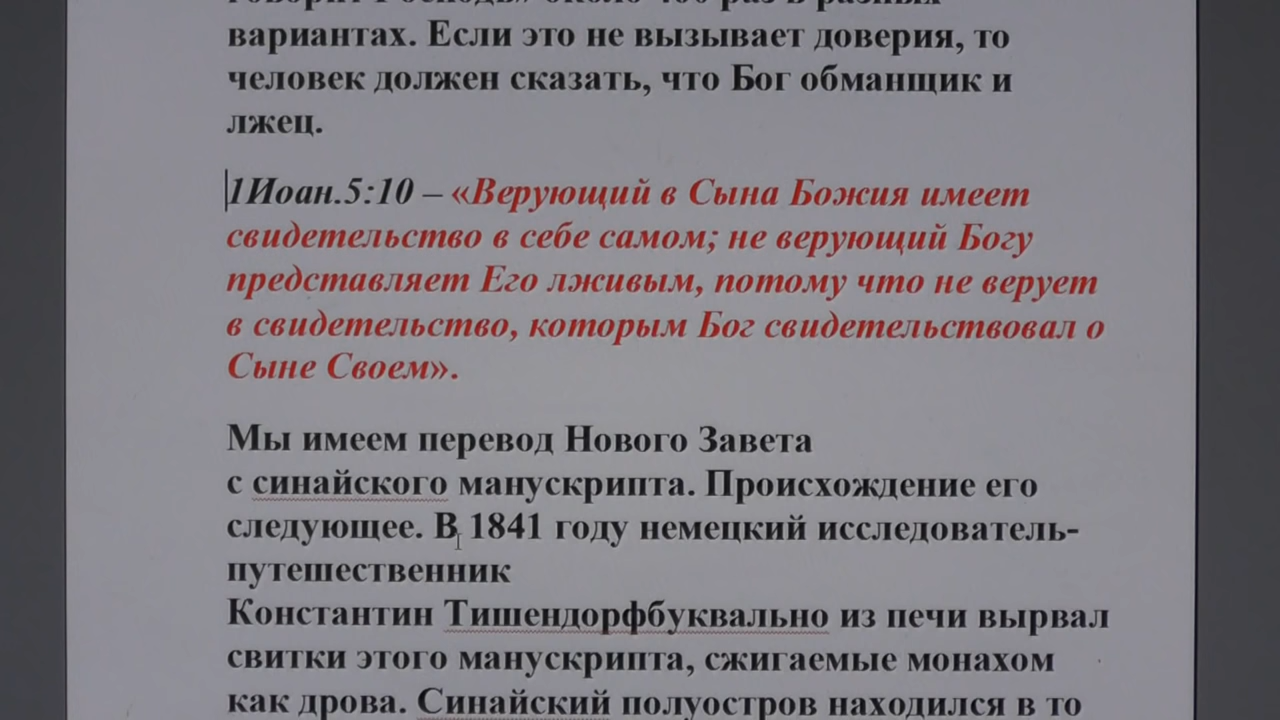 вариантах. Если это не вызывает доверия, то
человек должен сказать, что Бог обманщик и
лжец.
1Иоан.5:10 – «Верующий в Сына Божия имеет
свидетельство в себе самом; не верующий Богу
представляет Его лживым, потому что не верует
в свидетельство, которым Бог свидетельствовал о
Сыне Своем».
Мы имеем перевод Нового Завета
с синайского манускрипта. Происхождение его
следующее. В 1841 году немецкий исследователь-
путешественник
Константин Тишендорфбуквально из печи вырвал
свитки этого манускрипта, сжигаемые монахом
как дрова. Синайский полуостров находился в то